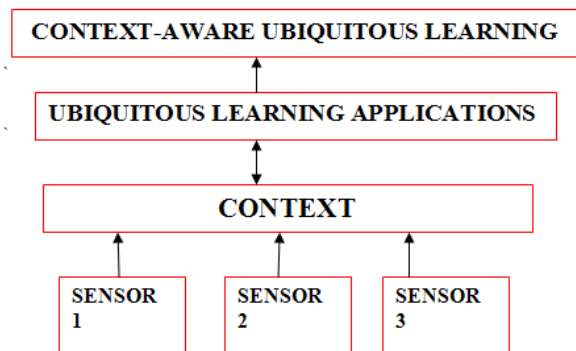 CONTEXT-AWARE UBIQUITOUS LEARNING
UBIQUITOUS LEARNING APPLICATIONS
CONTEXT
SENSOR
1
SENSOR
2
SENSOR
3